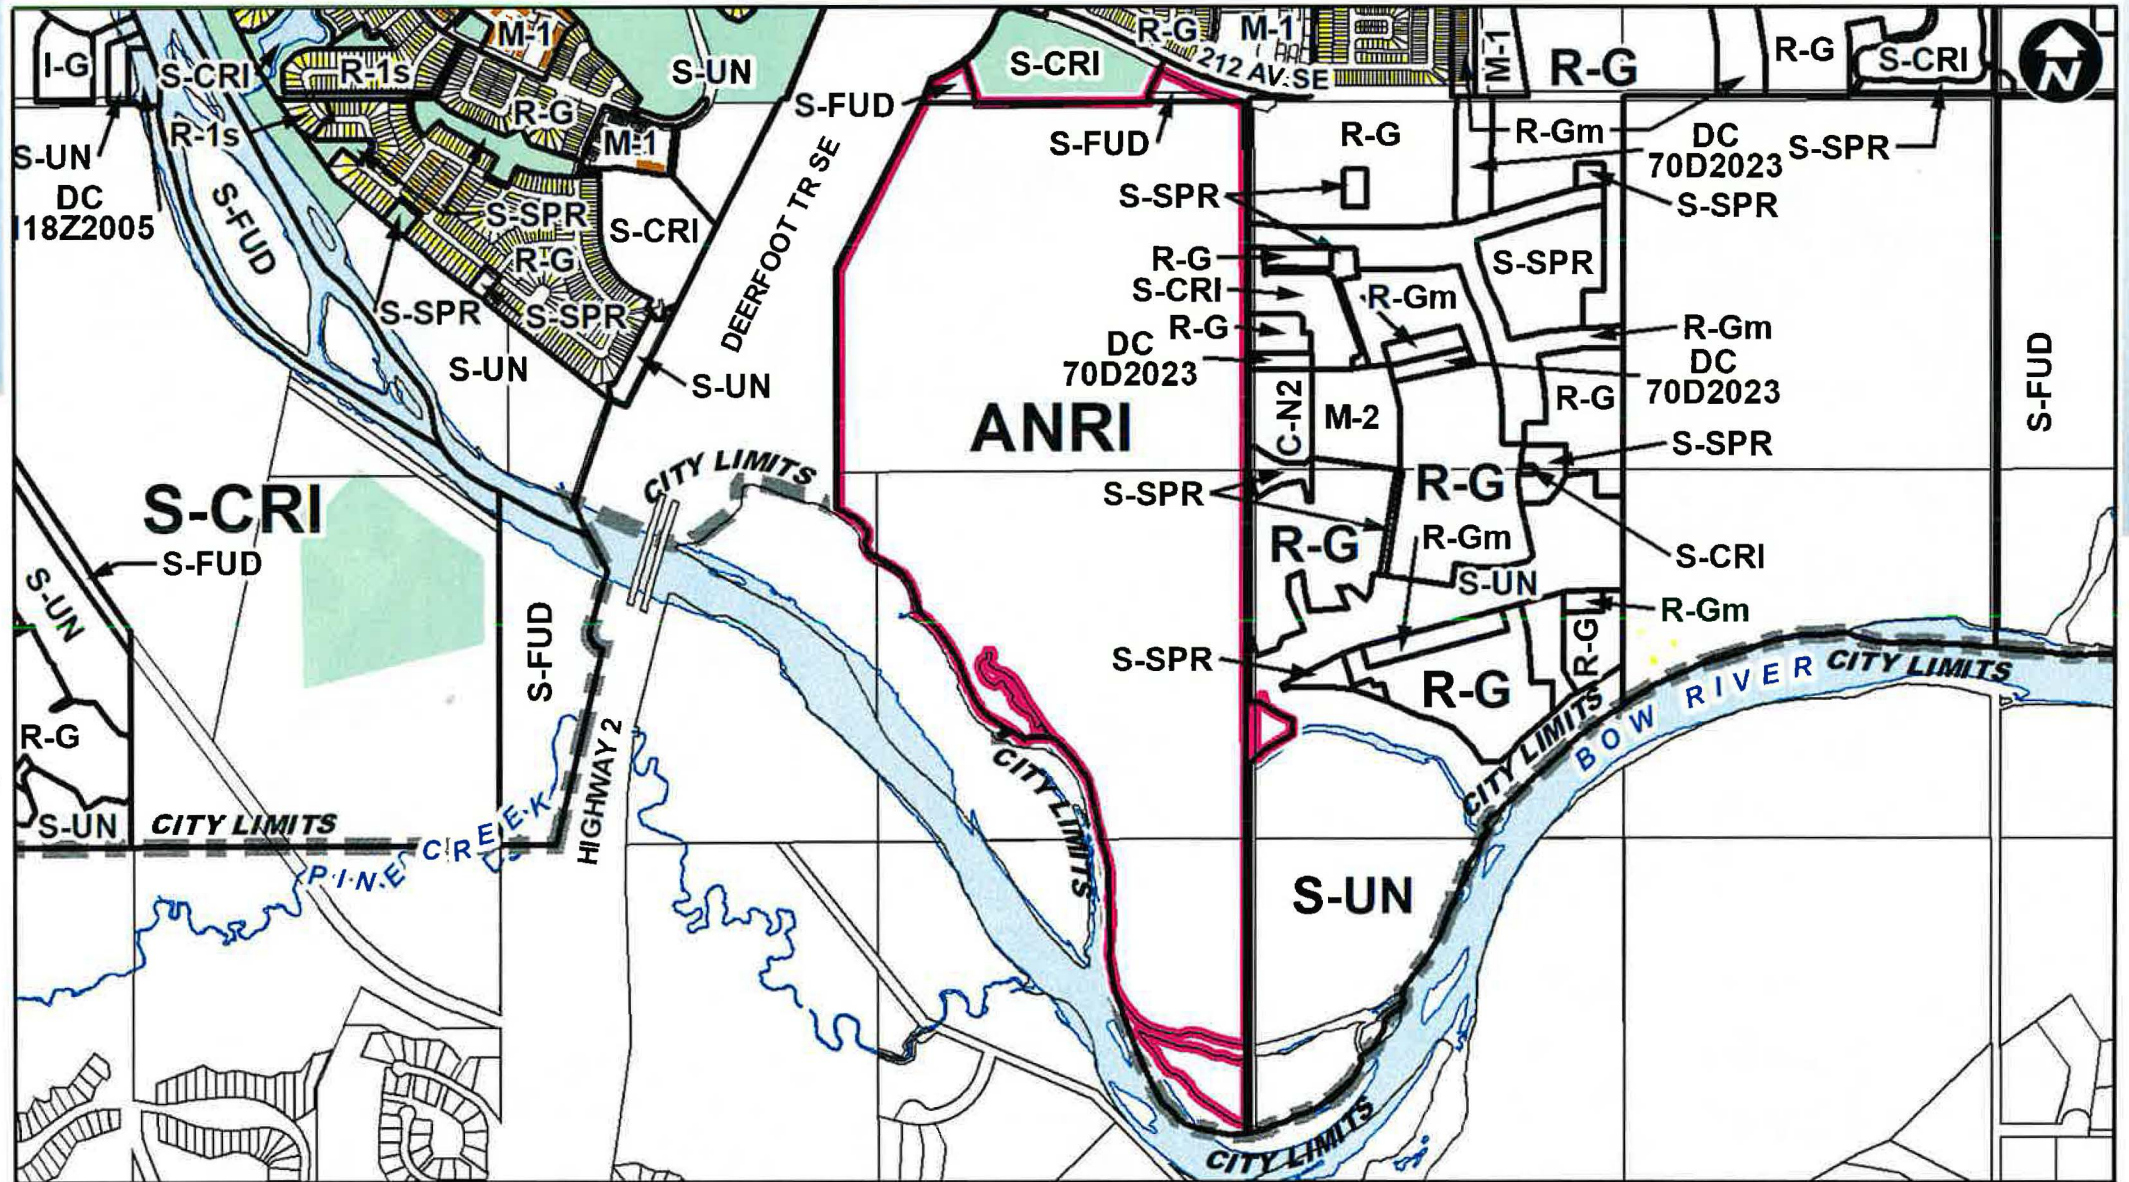 M-1
S-UN
R-G
M-1
212 AV SE
M-1
R-G
R-G
S-CRI
N
I-G
S-CRI
R-1s
S-UN
S-CRI
R-G
S-FUD
R-1s
M-1
S-FUD
R-G
R-Gm
DC
70D2023
S-SPR
S-UN
DC
118Z2005
S-FUD
S-SPR
R-G
S-CRI
DEERFOOT TR SE
S-SPR
S-SPR
S-SPR
S-SPR
S-UN
S-UN
R-G
S-CRI
R-G
DC
70D2023
R-Gm
S-SPR
R-Gm
DC
70D2023
R-G
S-FUD
ANRI
C-N2
M-2
S-SPR
CITY LIMITS
S-CRI
S-FUD
S-UN
S-SPR
R-G
R-G
R-Gm
S-CRI
S-UN
R-Gm
S-FUD
S-SPR
R-G
R-G
CITY LIMITS
BOW RIVER
CITY LIMITS
R-G
HIGHWAY 2
CITY LIMITS
S-UN
CITY LIMITS
PINE CREEK
S-UN
CITY LIMITS